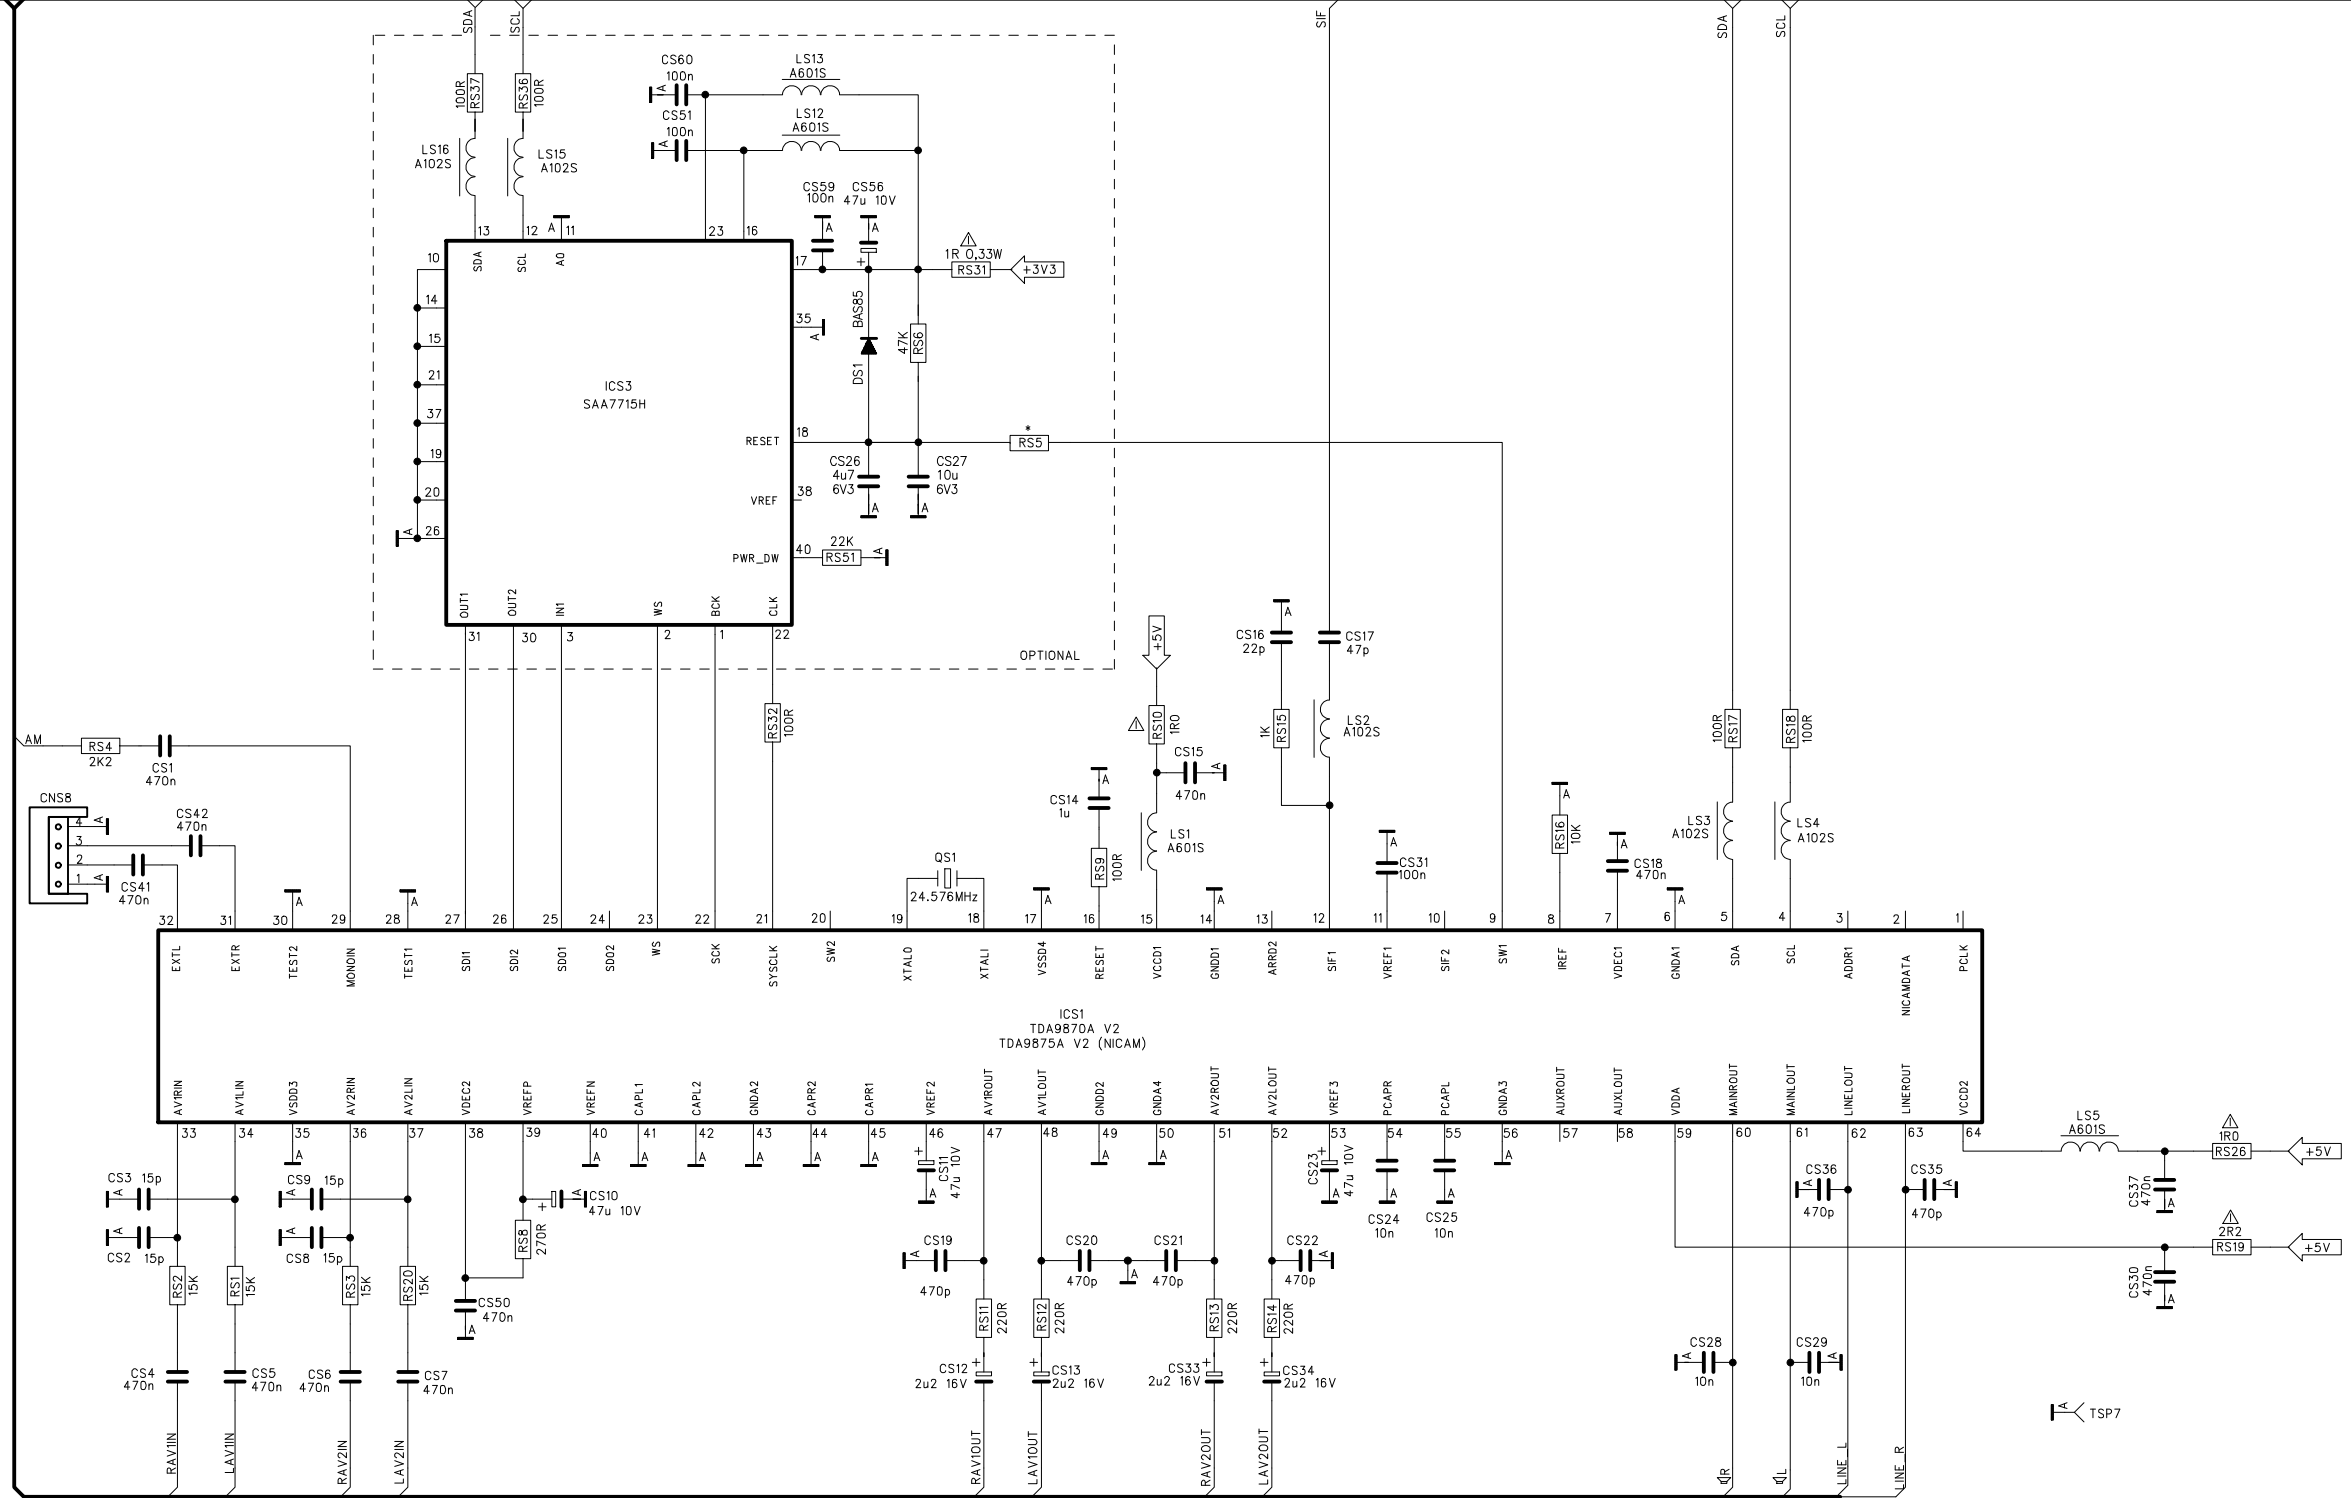 SDA
SCL
SIF
SDA
SCL
100R
RS37
RS36
100R
LS16
A102S
LS15
A102S
CS60
100n
A
CS51
100n
A
LS13
A601S
LS12
A601S
CS59
100n
A
CS56
47u 10V
A
+
1R 0,33W
RS31
+3V3
13
12
A
11
23
16
SDA
SCL
A0
10
14
15
21
37
19
20
26
A
17
35
A
BAS85
DS1
47K
RS6
ICS3
SAA7715H
RESET
18
*
RS5
CS26
4u7
6V3
A
CS27
10u
6V3
A
VREF
38
PWR_DW
40
22K
RS51
A
OUT1
OUT2
IN1
WS
BCK
CLK
31
30
3
2
1
22
OPTIONAL
RS32
100R
+5V
RS10
1R0
CS15
470n
A
LS1
A601S
CS14
1u
A
RS9
100R
CS16
22p
A
1K
RS15
CS17
47p
LS2
A102S
A
CS31
100n
A
RS16
10K
A
CS18
470n
100R
RS17
RS18
100R
LS3
A102S
LS4
A102S
AM
RS4
2K2
CS1
470n
CNS8
4
A
3
2
1
A
CS42
470n
CS41
470n
QS1
24.576MHz
A
A
A
A
A
32
31
30
29
28
27
26
25
24
23
22
21
20
19
18
17
16
15
14
13
12
11
10
9
8
7
6
5
4
3
2
1
EXTL
EXTR
TEST2
MONOIN
TEST1
SDI1
SDI2
SDO1
SDO2
WS
SCK
SYSCLK
SW2
XTALO
XTALI
VSSD4
RESET
VCCD1
GNDD1
ARRD2
SIF1
VREF1
SIF2
SW1
IREF
VDEC1
GNDA1
SDA
SCL
ADDR1
NICAMDATA
PCLK
ICS1
TDA9870A V2
TDA9875A V2 (NICAM)
AV1RIN
AV1LIN
VSDD3
AV2RIN
AV2LIN
VDEC2
VREFP
VREFN
CAPL1
CAPL2
GNDA2
CAPR2
CAPR1
VREF2
AV1ROUT
AV1LOUT
GNDD2
GNDA4
AV2ROUT
AV2LOUT
VREF3
PCAPR
PCAPL
GNDA3
AUXROUT
AUXLOUT
VDDA
MAINROUT
MAINLOUT
LINELOUT
LINEROUT
VCCD2
33
34
35
36
37
38
39
40
41
42
43
44
45
46
47
48
49
50
51
52
53
54
55
56
57
58
59
60
61
62
63
64
A
A
A
A
A
A
A
A
A
A
A
CS3 15p
A
CS2 15p
A
CS9 15p
A
CS8 15p
A
+
CS10
47u 10V
A
RS8
270R
CS50
470n
A
RS2
15K
RS1
15K
RS3
15K
RS20
15K
CS4
470n
CS5
470n
CS6
470n
CS7
470n
+
CS11
47u 10V
A
CS19
470p
A
CS20
470p
A
CS21
470p
CS22
470p
A
RS11
220R
RS12
220R
RS13
220R
RS14
220R
+
CS12
2u2 16V
+
CS13
2u2 16V
+
CS33
2u2 16V
+
CS34
2u2 16V
+
CS23
47u 10V
A
A
CS24
10n
A
CS25
10n
CS36
470p
A
CS35
470p
A
CS28
10n
A
CS29
10n
A
LS5
A601S
1R0
RS26
+5V
CS37
470n
A
2R2
RS19
+5V
CS30
470n
A
A
TSP7
RAV1IN
LAV1IN
RAV2IN
LAV2IN
RAV1OUT
LAV1OUT
RAV2OUT
LAV2OUT
R
L
LINE_L
LINE_R